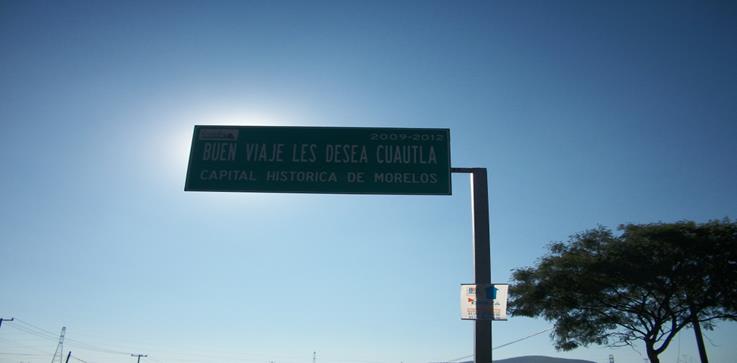 2009-2012
BUEN VIAJE LES DESEA CUAUTLA
CAPITAL HISTORICA DE MORELOS